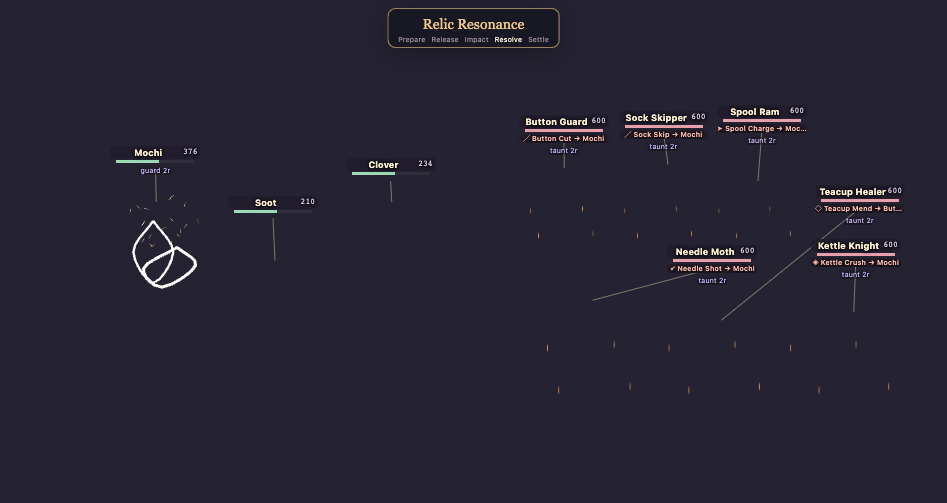 Relic Resonance
Prepare Release Impact Resolve Settle
Mochi 376
guard 2r
Soot 210
Clover 234
Button Guard 600
Button Cut → Mochi
taunt 2r
Sock Skipper 600
Sock Skip → Mochi
taunt 2r
Spool Ram 600
Spool Charge → Moc...
taunt 2r
Teacup Healer 600
Teacup Mend → But...
taunt 2r
Needle Moth 600
Needle Shot → Mochi
taunt 2r
Kettle Knight 600
Kettle Crush → Mochi
taunt 2r